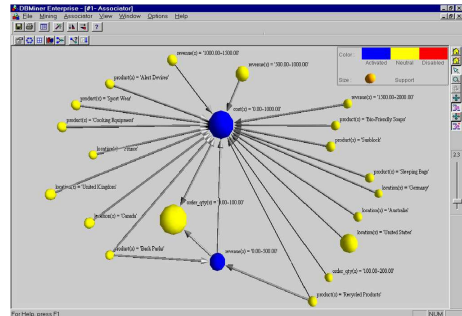 DBMiner Enterprise - [#1- Associator]
File Mining Associator View Window Options Help
Color:
Activated Neutral Disabled
Size: Support
revenue(s) = '1000.00~1500.00'
revenue(s) = '500.00~1000.00'
product(s) = 'Alert Devices'
product(s) = 'Sport Wear'
product(s) = 'Cooking Equipment'
location(s) = 'France'
location(s) = 'United Kingdom'
location(s) = 'Canada'
product(s) = 'Back Packs'
cost(s) = '0.00~1000.00'
revenue(s) = '1500.00~2000.00'
product(s) = 'Bio-Friendly Soaps'
product(s) = 'Sunblock'
product(s) = 'Sleeping Bags'
location(s) = 'Germany'
location(s) = 'Australia'
location(s) = 'United States'
order_qty(s) = '0.00~100.00'
revenue(s) = '0.00~500.00'
order_qty(s) = '100.00~200.00'
product(s) = 'Recycled Products'
2.3
For Help, press F1
NUM